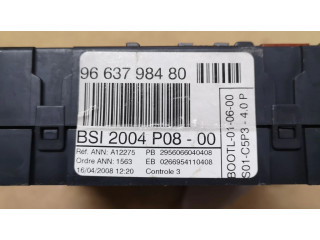 96 637 984 80
BSI 2004 P08 - 00
Ref. ANN: A12275 PB 2956066040408
Ordre ANN: 1563 EB 0266954110408
16/04/2008 12:20 Controle 3
BOOTL-01-06-00
S01-C5P3 - 4.0 P